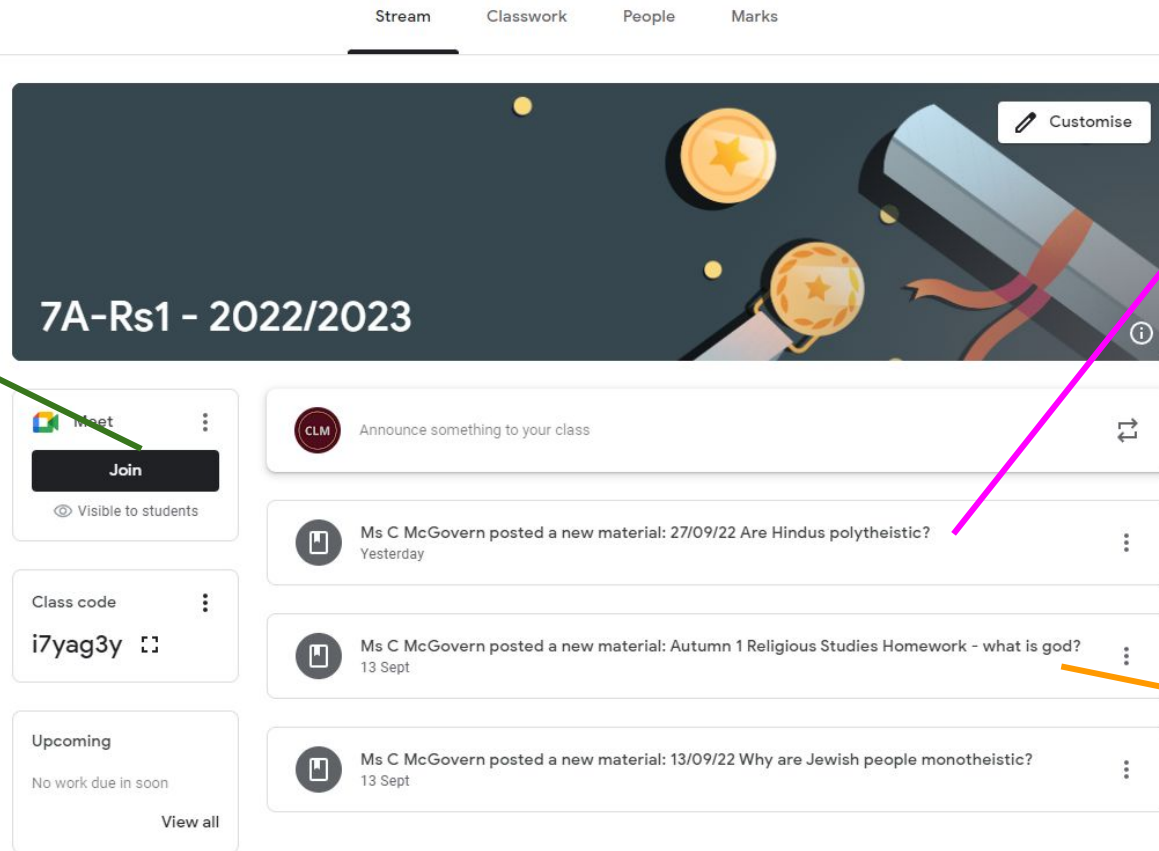 Stream Classwork People Marks
Customise
7A-Rs1 - 2022/2023
Meet
Join
Visible to students
Class code
i7yag3y
Upcoming
No work due in soon
View all
CLM
Announce something to your class
Ms C McGovern posted a new material: 27/09/22 Are Hindus polytheistic?
Yesterday
Ms C McGovern posted a new material: Autumn 1 Religious Studies Homework - what is god?
13 Sept
Ms C McGovern posted a new material: 13/09/22 Why are Jewish people monotheistic?
13 Sept